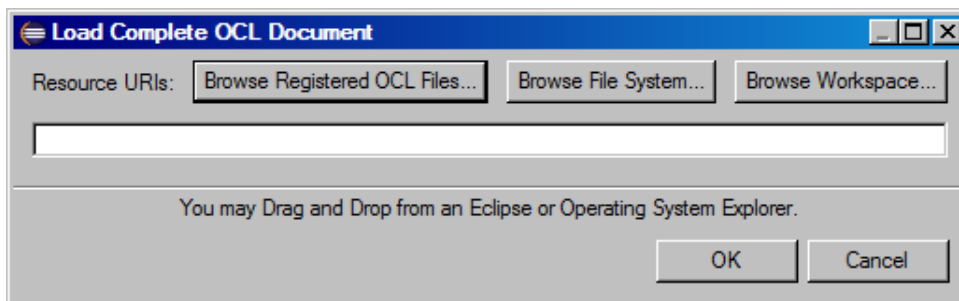 Load Complete OCL Document
Resource URIs: Browse Registered OCL Files... Browse File System... Browse Workspace...
You may Drag and Drop from an Eclipse or Operating System Explorer.
OK Cancel